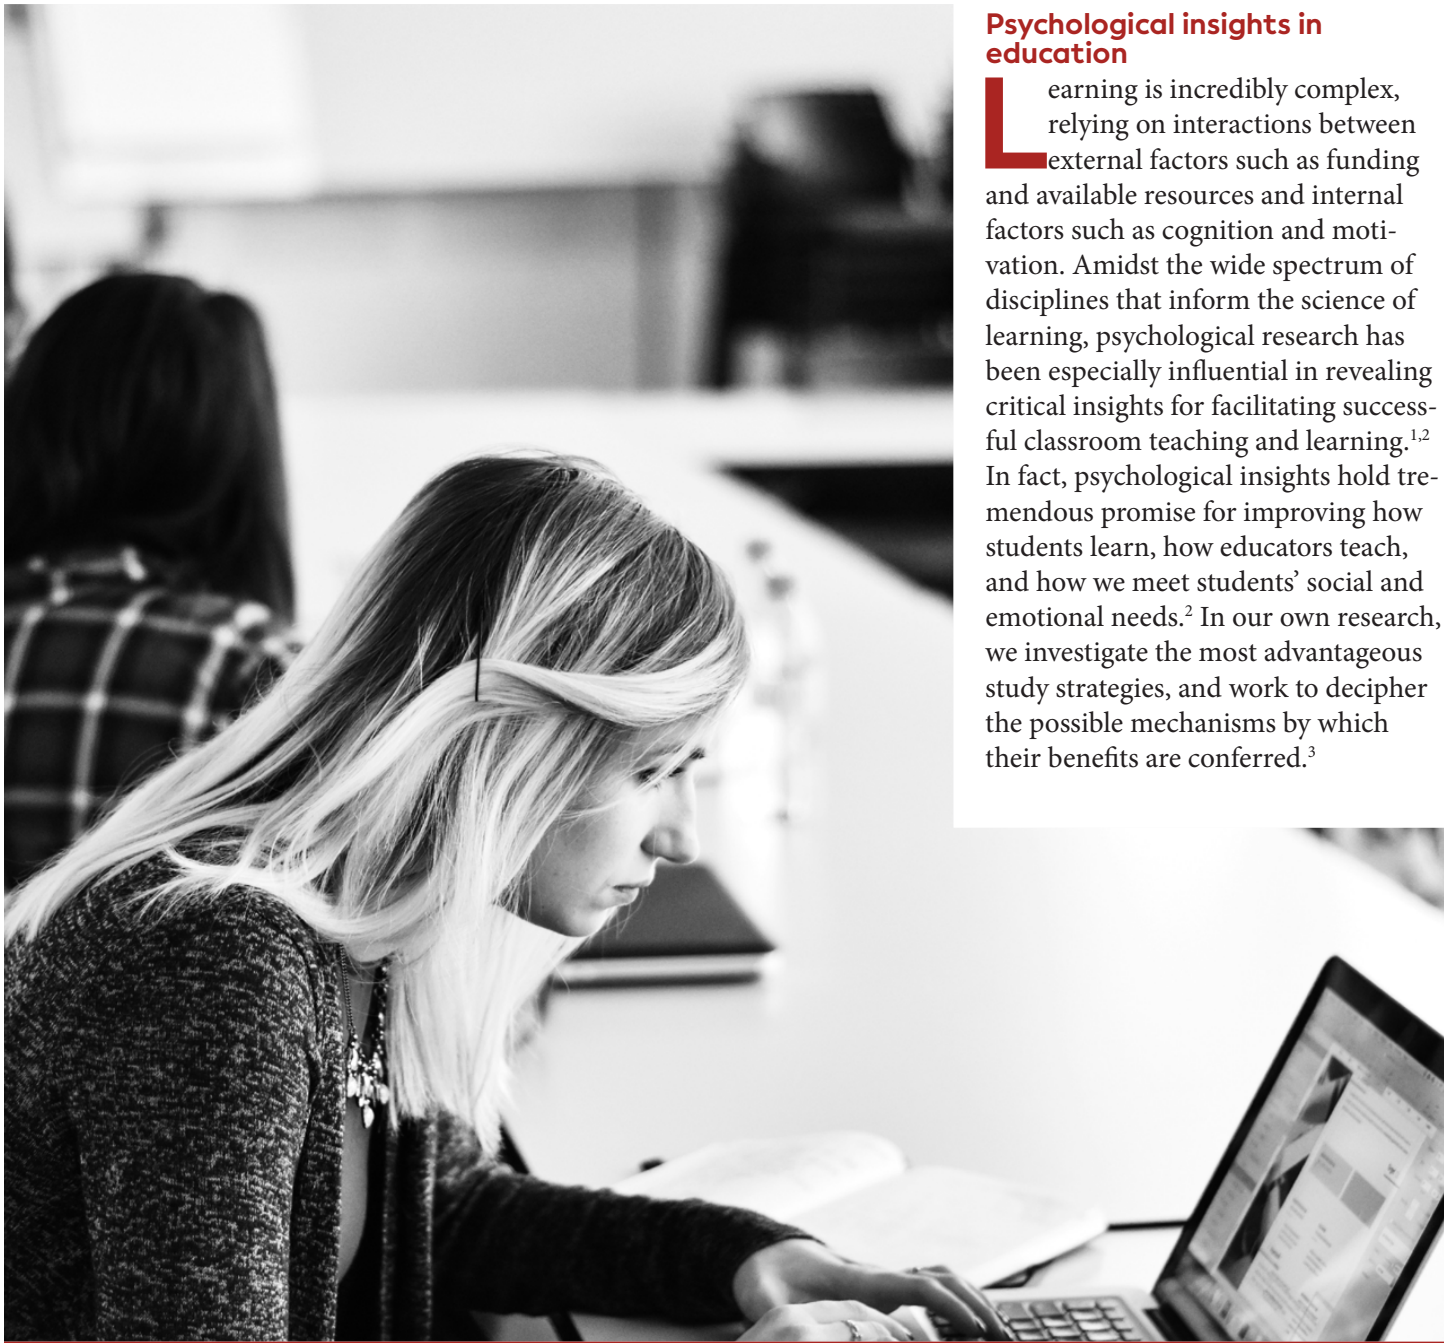 Psychological insights in
education
Learning is incredibly complex,
relying on interactions between
external factors such as funding
and available resources and internal
factors such as cognition and moti-
vation. Amidst the wide spectrum of
disciplines that inform the science of
learning, psychological research has
been especially influential in revealing
critical insights for facilitating success-
ful classroom teaching and learning.1,2
In fact, psychological insights hold tre-
mendous promise for improving how
students learn, how educators teach,
and how we meet students’ social and
emotional needs.2 In our own research,
we investigate the most advantageous
study strategies, and work to decipher
the possible mechanisms by which
their benefits are conferred.3